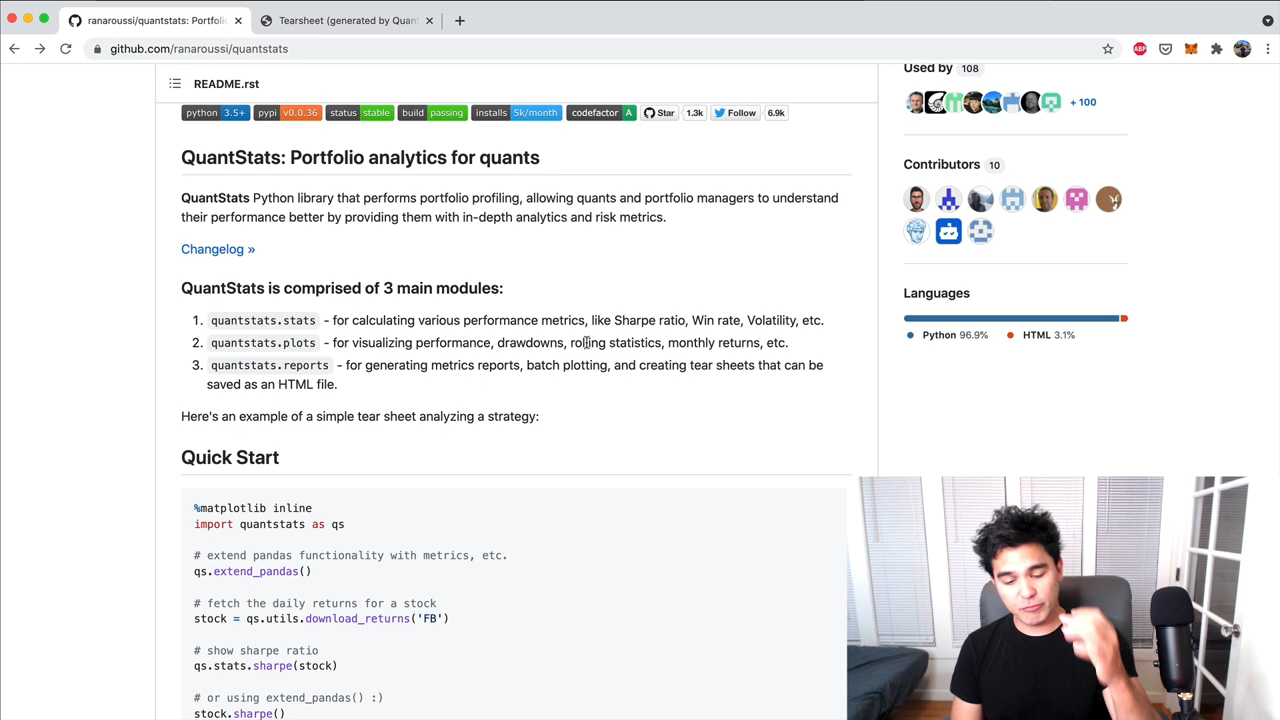 ranaroussi/quantstats: Portfoli
Tearsheet (generated by Quan
github.com/ranaroussi/quantstats
ABP
README.rst
python 3.5+ pypi v0.0.36 status stable build passing installs 5k/month codefactor A Star 1.3k Follow 6.9k
QuantStats: Portfolio analytics for quants
QuantStats Python library that performs portfolio profiling, allowing quants and portfolio managers to understand
their performance better by providing them with in-depth analytics and risk metrics.
Changelog »
QuantStats is comprised of 3 main modules:
1. quantstats.stats - for calculating various performance metrics, like Sharpe ratio, Win rate, Volatility, etc.
2. quantstats.plots - for visualizing performance, drawdowns, rolling statistics, monthly returns, etc.
3. quantstats.reports - for generating metrics reports, batch plotting, and creating tear sheets that can be
saved as an HTML file.
Here's an example of a simple tear sheet analyzing a strategy:
Quick Start
%matplotlib inline
import quantstats as qs
# extend pandas functionality with metrics, etc.
qs.extend_pandas()
# fetch the daily returns for a stock
stock = qs.utils.download_returns('FB')
# show sharpe ratio
qs.stats.sharpe(stock)
# or using extend_pandas() :)
stock.sharpe()
Used by 108
+ 100
Contributors 10
Languages
Python 96.9% HTML 3.1%